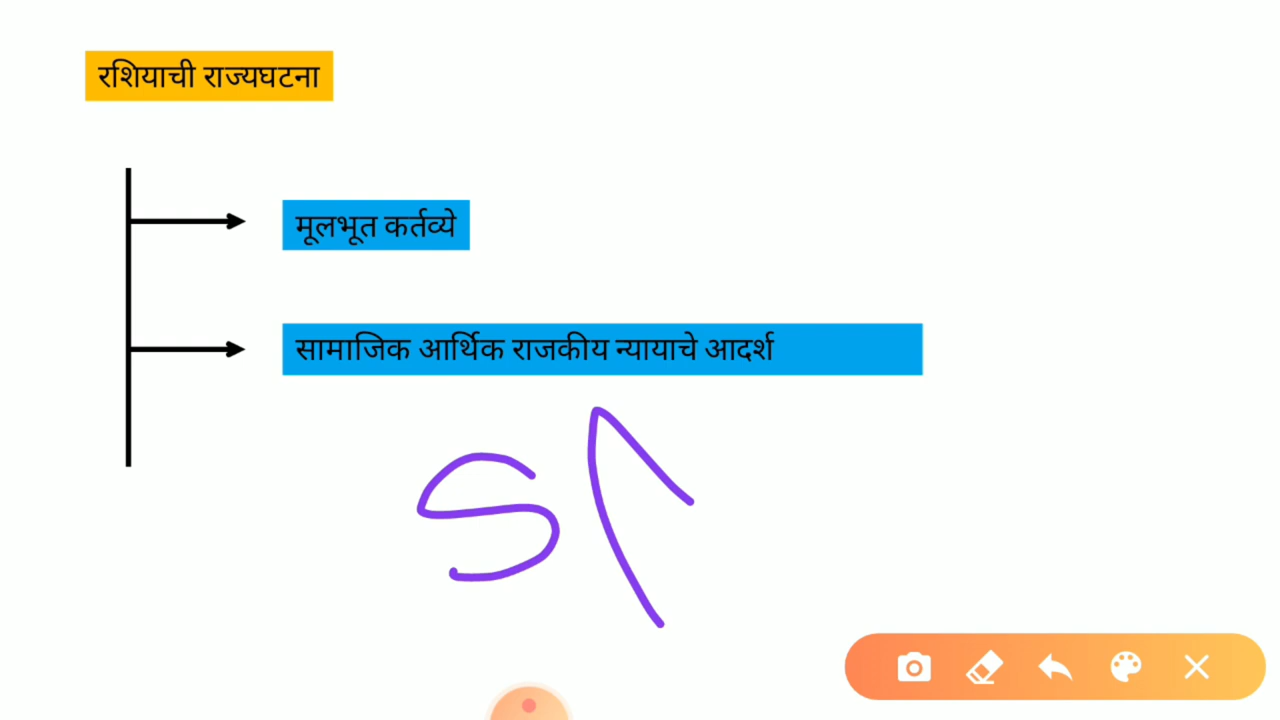 रशियाची राज्यघटना
मूलभूत कर्तव्ये
सामाजिक आर्थिक राजकीय न्यायाचे आदर्श